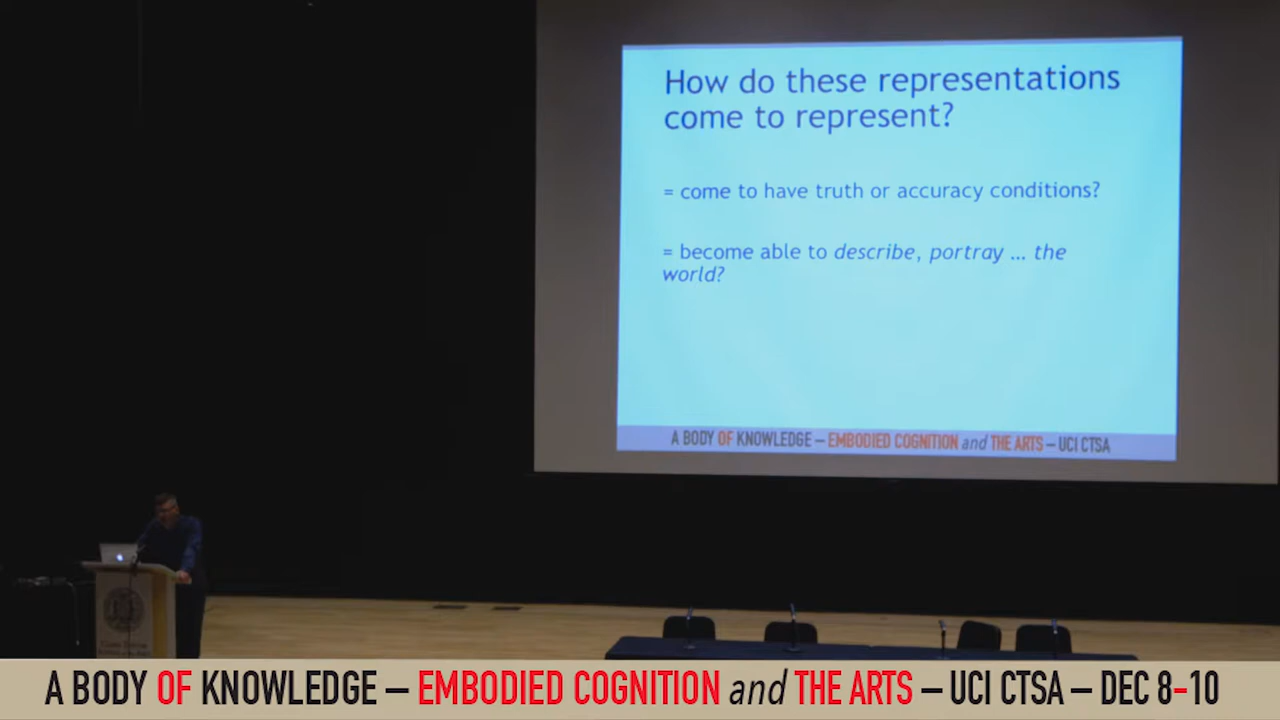 How do these representations
come to represent?
= come to have truth or accuracy conditions?
= become able to describe, portray ... the
world?
A BODY OF KNOWLEDGE – EMBODIED COGNITION and THE ARTS – UCI CTSA
A BODY OF KNOWLEDGE – EMBODIED COGNITION and THE ARTS – UCI CTSA – DEC 8-10